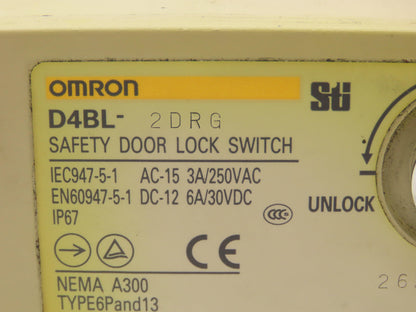 OMRON
Sti
D4BL- 2DRG
SAFETY DOOR LOCK SWITCH
IEC947-5-1 AC-15 3A/250VAC
EN60947-5-1 DC-12 6A/30VDC
IP67
CCC
UNLOCK
CE
NEMA A300
TYPE6Pand13